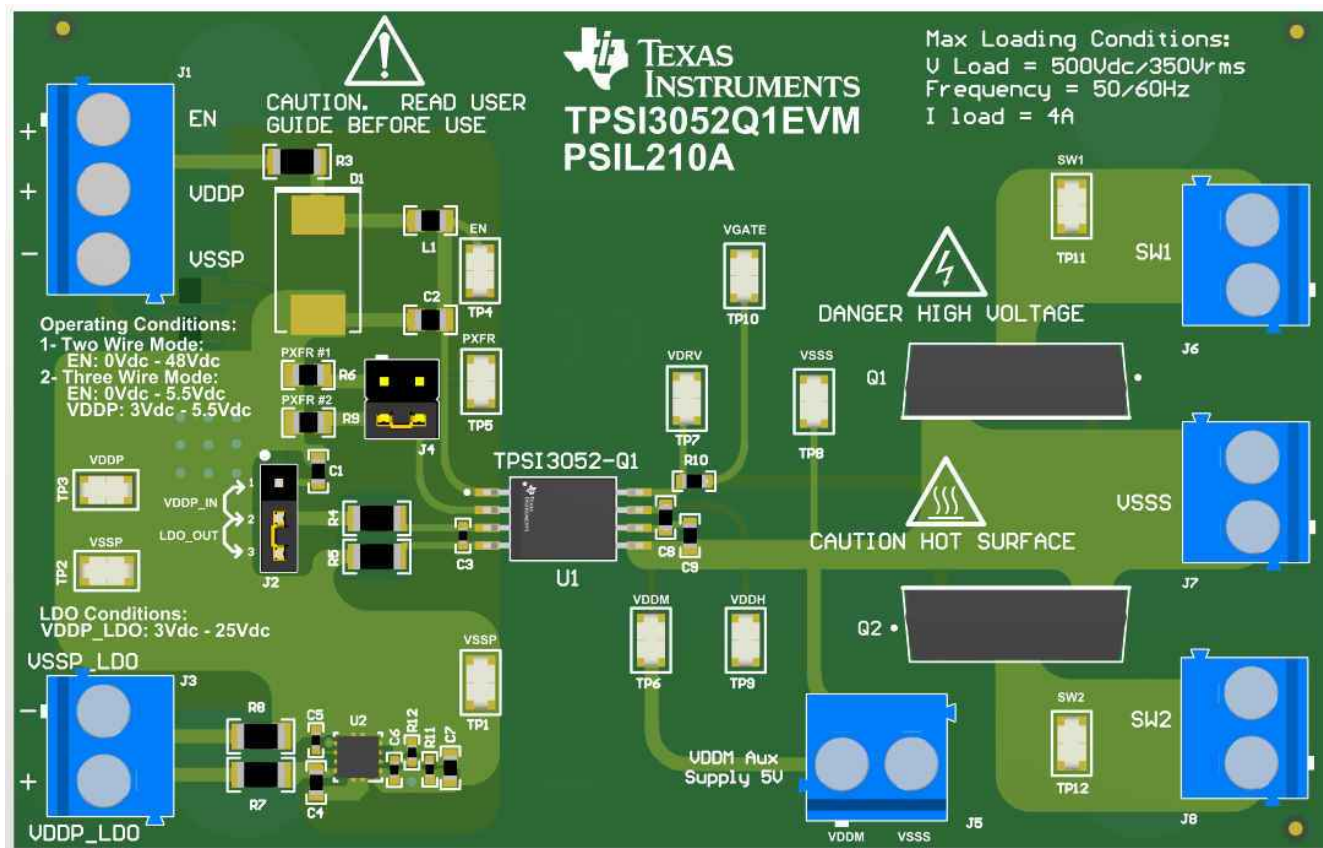 TEXAS
INSTRUMENTS
TPSI3052Q1EVM
PSIL210A
Max Loading Conditions:
V Load = 500Vdc/350Vrms
Frequency = 50/60Hz
I load = 4A
CAUTION. READ USER
GUIDE BEFORE USE
J1
+
EN
+
VDDP
-
VSSP
R3
D1
L1
C2
EN
TP4
PXFR
TP5
VGATE
TP10
SW1
TP11
SW1
J6
DANGER HIGH VOLTAGE
Operating Conditions:
1- Two Wire Mode:
EN: 0Vdc - 48Vdc
2- Three Wire Mode:
EN: 0Vdc - 5.5Vdc
VDDP: 3Vdc - 5.5Vdc
PXFR #1
R6
PXFR #2
R9
J4
VDRV
TP7
VSSS
TP8
Q1
VDDP
TP3
VSSP
TP2
VDDP_IN
LDO_OUT
1
2
3
J2
C1
R4
R5
C3
TPSI3052-Q1
TEXAS
INSTRUMENTS
U1
R10
C8
C9
VSSS
J7
CAUTION HOT SURFACE
Q2
LDO Conditions:
VDDP_LDO: 3Vdc - 25Vdc
VSSP_LDO
J3
-
+
VDDP_LDO
R8
R7
C5
C4
U2
C6
R12
R11
C7
VSSP
TP1
VDDM
TP6
VDDH
TP9
VDDM Aux
Supply 5V
VDDM
VSSS
J5
SW2
TP12
SW2
J8